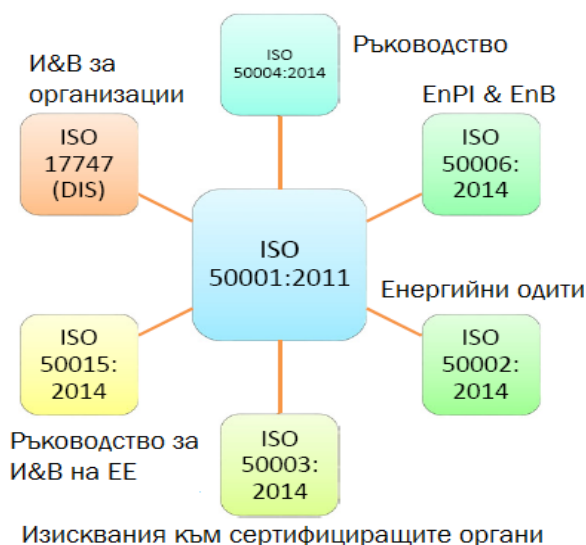 Ръководство
ISO
50004:2014
И&В за
организации
EnPI & EnB
ISO
17747
(DIS)
ISO
50006:
2014
ISO
50001:2011
Енергийни одити
ISO
50015:
2014
ISO
50002:
2014
Ръководство за
И&В на ЕЕ
ISO
50003:
2014
Изисквания към сертифициращите органи